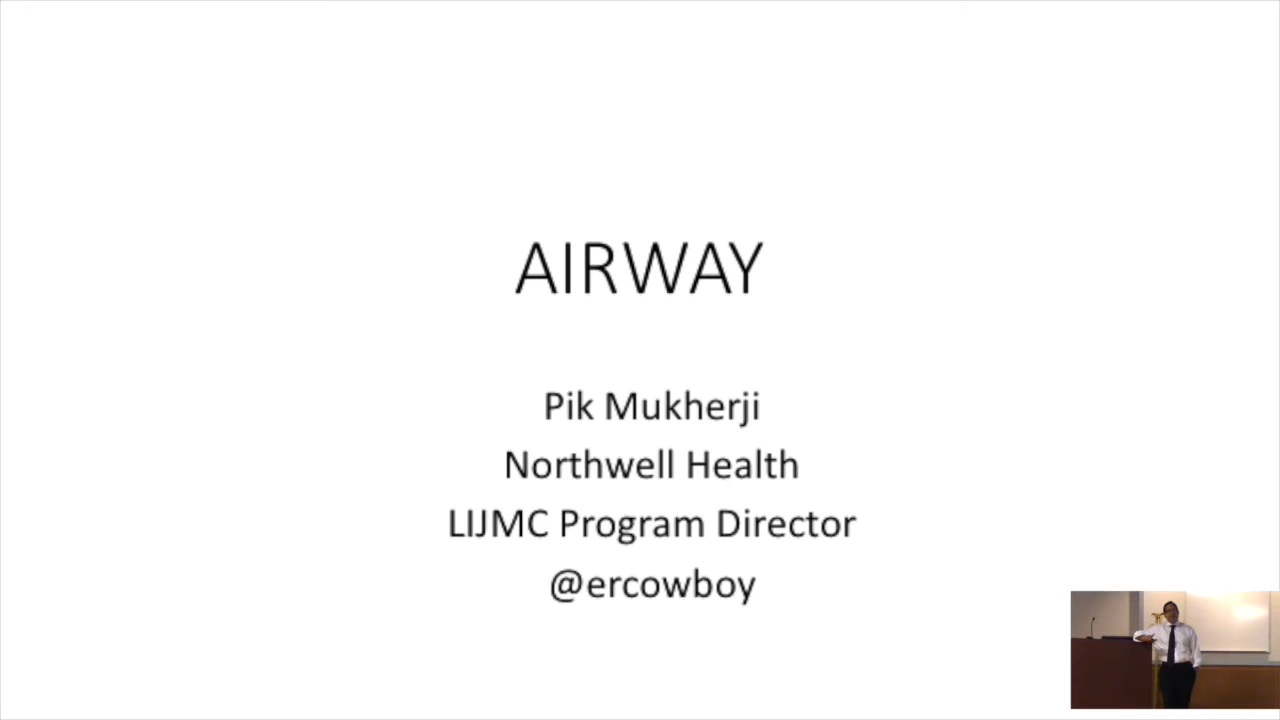 AIRWAY
Pik Mukherji
Northwell Health
LIJMC Program Director
@ercowboy